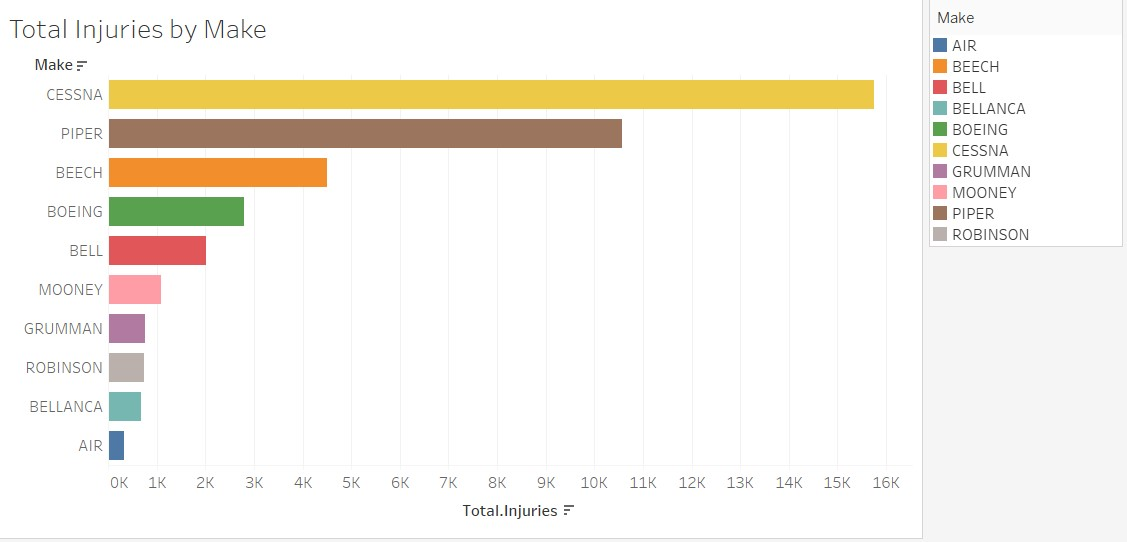 Total Injuries by Make
Make
CESSNA
PIPER
BEECH
BOEING
BELL
MOONEY
GRUMMAN
ROBINSON
BELLANCA
AIR
0K 1K 2K 3K 4K 5K 6K 7K 8K 9K 10K 11K 12K 13K 14K 15K 16K
Total.Injuries
Make
AIR
BEECH
BELL
BELLANCA
BOEING
CESSNA
GRUMMAN
MOONEY
PIPER
ROBINSON